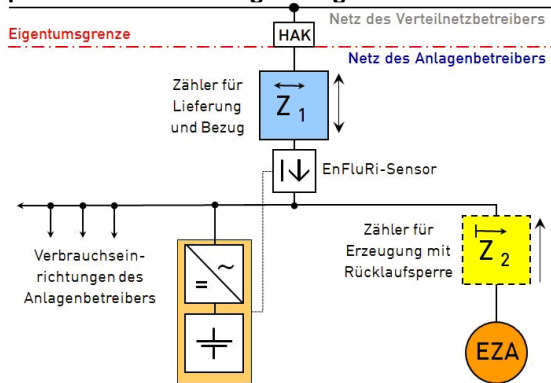 Netz des Verteilnetzbetreibers
Eigentumsgrenze
HAK
Netz des Anlagenbetreibers
Zähler für
Lieferung
und Bezug
Z 1
EnFluRi-Sensor
Verbrauchsein-
richtungen des
Anlagenbetreibers
Zähler für
Erzeugung mit
Rücklaufsperre
Z 2
EZA